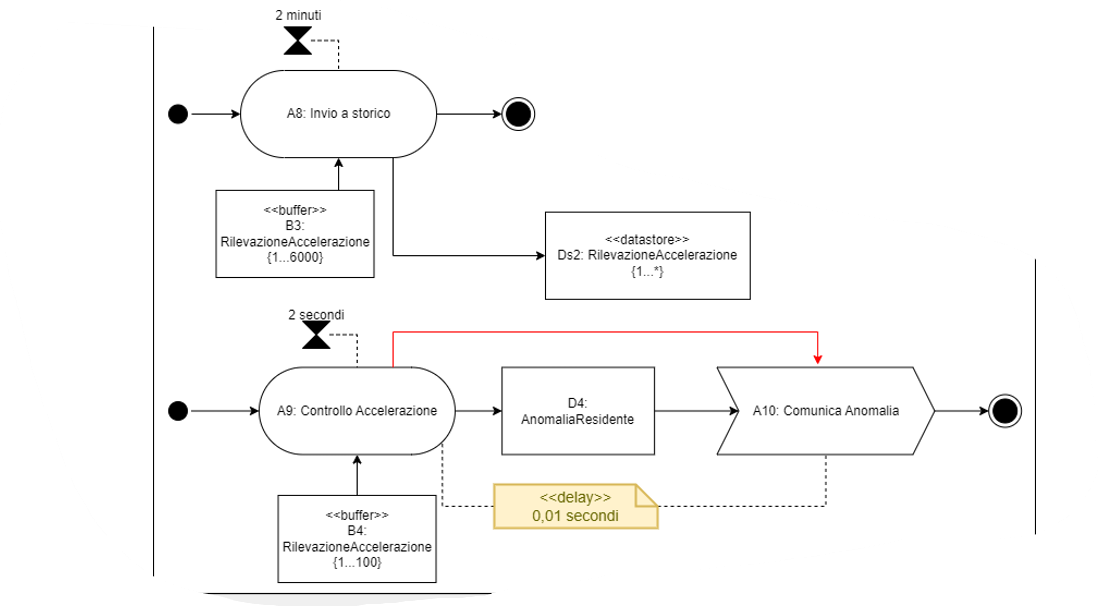 2 minuti
A8: Invio a storico
<<buffer>>
B3:
RilevazioneAccelerazione
{1...6000}
<<datastore>>
Ds2: RilevazioneAccelerazione
{1...*}
2 secondi
A9: Controllo Accelerazione
D4:
AnomaliaResidente
A10: Comunica Anomalia
<<delay>>
0,01 secondi
<<buffer>>
B4:
RilevazioneAccelerazione
{1...100}